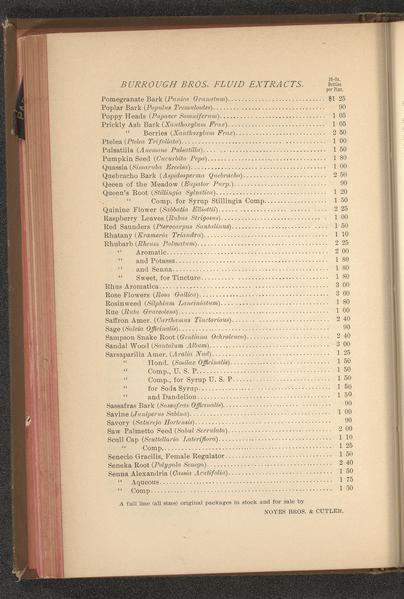 BURROUGH BROS. FLUID EXTRACTS.
16-Oz. Bottles per Pint.
Pomegranate Bark (Punica Granatum) $1 25
Poplar Bark (Populus Tremuloides) 90
Poppy Heads (Papaver Somniferum) 1 05
Prickly Ash Bark (Xanthoxylum Frax) 1 05
" Berries (Xanthoxylum Frax) 2 50
Ptelea (Ptelea Trifoliata) 1 00
Pulsatilla (Anemone Pulsatilla) 1 50
Pumpkin Seed (Cucurbita Pepo) 1 80
Quassia (Simaruba Excelsa) 1 00
Quebracho Bark (Aspidosperma Quebracho) 2 50
Queen of the Meadow (Eupator Purp.) 90
Queen's Root (Stillingia Sylvatica) 1 20
" Comp. for Syrup Stillingia Comp 1 50
Quinine Flower (Sabbatia Elliottii) 2 25
Raspberry Leaves (Rubus Strigosus) 1 00
Red Saunders (Pterocarpus Santalinus) 1 50
Rhatany (Krameria Triandra) 1 10
Rhubarb (Rheum Palmatum) 2 25
" Aromatic 2 00
" and Potassa 1 80
" and Senna 1 80
" Sweet, for Tincture 1 80
Rhus Aromatica 3 00
Rose Flowers (Rosa Gallica) 3 00
Rosinweed (Silphium Laciniatum) 1 80
Rue (Ruta Graveolens) 1 00
Saffron Amer. (Carthamus Tinctorious) 2 40
Sage (Salvia Officinalis) 90
Sampson Snake Root (Gentiana Ochroleuca) 2 40
Sandal Wood (Santalum Album) 3 00
Sarsaparilla Amer. (Aralia Nud) 1 25
" Hond. (Smilax Officinalis) 1 50
" Comp., U. S. P. 1 50
" Comp., for Syrup U. S. P 1 50
" for Soda Syrup 1 50
" and Dandelion 1 50
Sassafras Bark (Sassafras Officinalis) 90
Savine (Juniperus Sabina) 1 00
Savory (Satureja Hortensis) 90
Saw Palmetto Seed (Sabal Serrulata) 2 00
Scull Cap (Scuttellaria Lateriflora) 1 10
" Comp. 1 25
Senecio Gracilis, Female Regulator 1 50
Seneka Root (Polygala Senega) 2 40
Senna Alexandria (Cassia Acutifolia) 1 50
" Aqueous 1 75
" Comp 1 50
A full line (all sizes) original packages in stock and for sale by
NOYES BROS. & CUTLER.